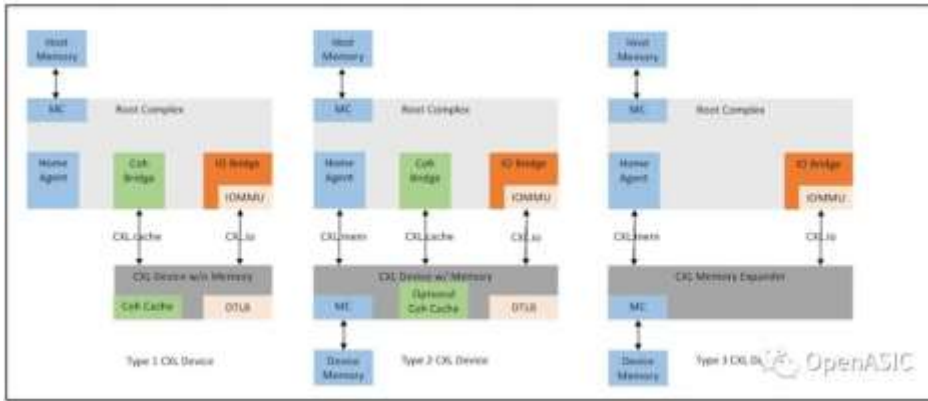 Host
Memory
MC
Root Complex
Home
Agent
Coh
Bridge
IO Bridge
IOMMU
CXL.cache
CXL.io
CXL Device w/o Memory
Coh Cache
DTLB
Type 1 CXL Device
Host
Memory
MC
Root Complex
Home
Agent
Coh
Bridge
IO Bridge
IOMMU
CXL.mem
CXL.cache
CXL.io
CXL Device w/ Memory
MC
Optional
Coh Cache
DTLB
Device
Memory
Type 2 CXL Device
Host
Memory
MC
Root Complex
Home
Agent
IO Bridge
IOMMU
CXL.mem
CXL.io
CXL Memory Expander
MC
Device
Memory
Type 3 CXL
OpenASIC